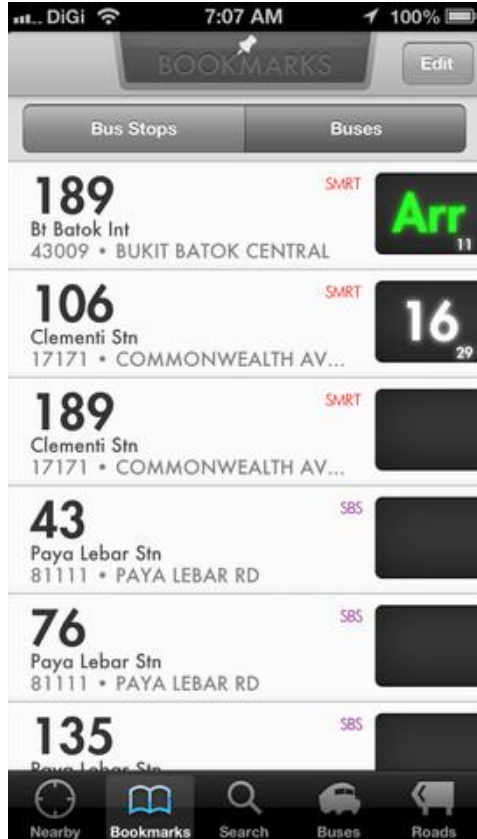 DiGi 7:07 AM 100%
BOOKMARKS
Edit
Bus Stops Buses
189 SMRT Arr
Bt Batok Int 11
43009 • BUKIT BATOK CENTRAL
106 SMRT 16
Clementi Stn 29
17171 • COMMONWEALTH AV...
189 SMRT
Clementi Stn
17171 • COMMONWEALTH AV...
43 SBS
Paya Lebar Stn
81111 • PAYA LEBAR RD
76 SBS
Paya Lebar Stn
81111 • PAYA LEBAR RD
135 SBS
Paya Lebar Stn
Nearby Bookmarks Search Buses Roads